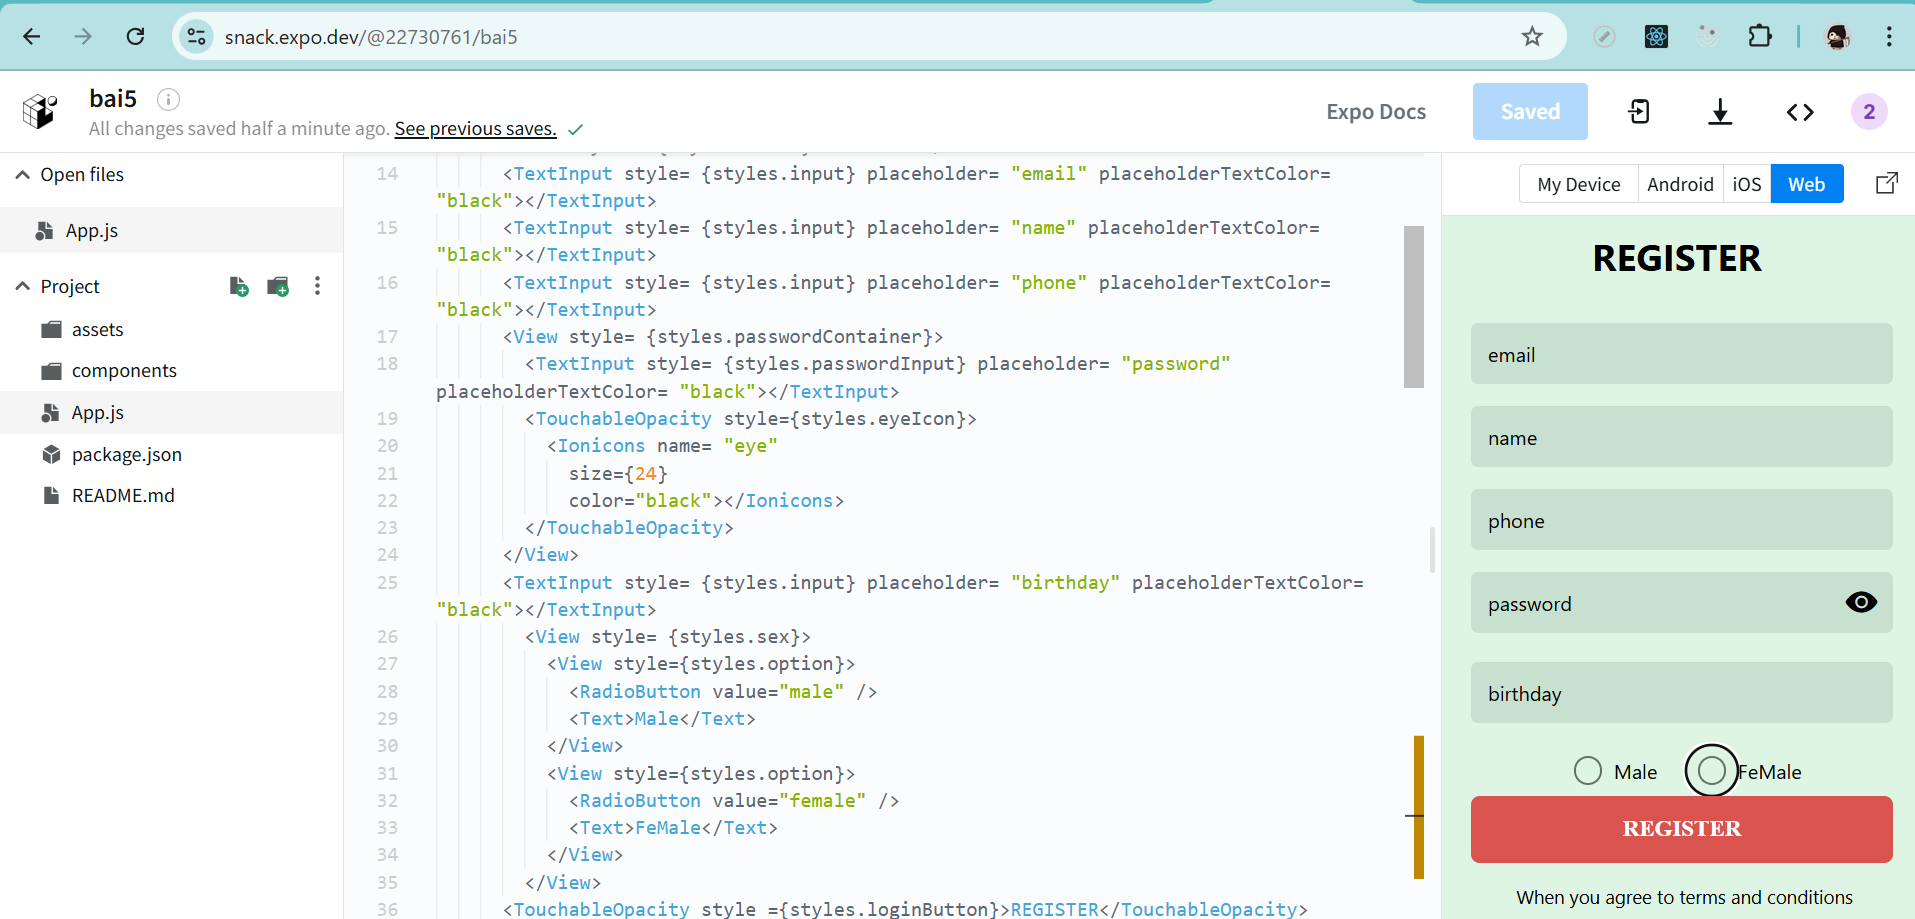 snack.expo.dev/@22730761/bai5
bai5
All changes saved half a minute ago. See previous saves.
Expo Docs
Saved
2
Open files
App.js
Project
assets
components
App.js
package.json
README.md
14 <TextInput style= {styles.input} placeholder= "email" placeholderTextColor=
"black"></TextInput>
15 <TextInput style= {styles.input} placeholder= "name" placeholderTextColor=
"black"></TextInput>
16 <TextInput style= {styles.input} placeholder= "phone" placeholderTextColor=
"black"></TextInput>
17 <View style= {styles.passwordContainer}>
18 <TextInput style= {styles.passwordInput} placeholder= "password"
placeholderTextColor= "black"></TextInput>
19 <TouchableOpacity style={styles.eyeIcon}>
20 <Ionicons name= "eye"
21 size={24}
22 color="black"></Ionicons>
23 </TouchableOpacity>
24 </View>
25 <TextInput style= {styles.input} placeholder= "birthday" placeholderTextColor=
"black"></TextInput>
26 <View style= {styles.sex}>
27 <View style={styles.option}>
28 <RadioButton value="male" />
29 <Text>Male</Text>
30 </View>
31 <View style={styles.option}>
32 <RadioButton value="female" />
33 <Text>FeMale</Text>
34 </View>
35 </View>
36 <TouchableOpacity style ={styles.loginButton}>REGISTER</TouchableOpacity>
My Device Android iOS Web
REGISTER
email
name
phone
password
birthday
Male FeMale
REGISTER
When you agree to terms and conditions